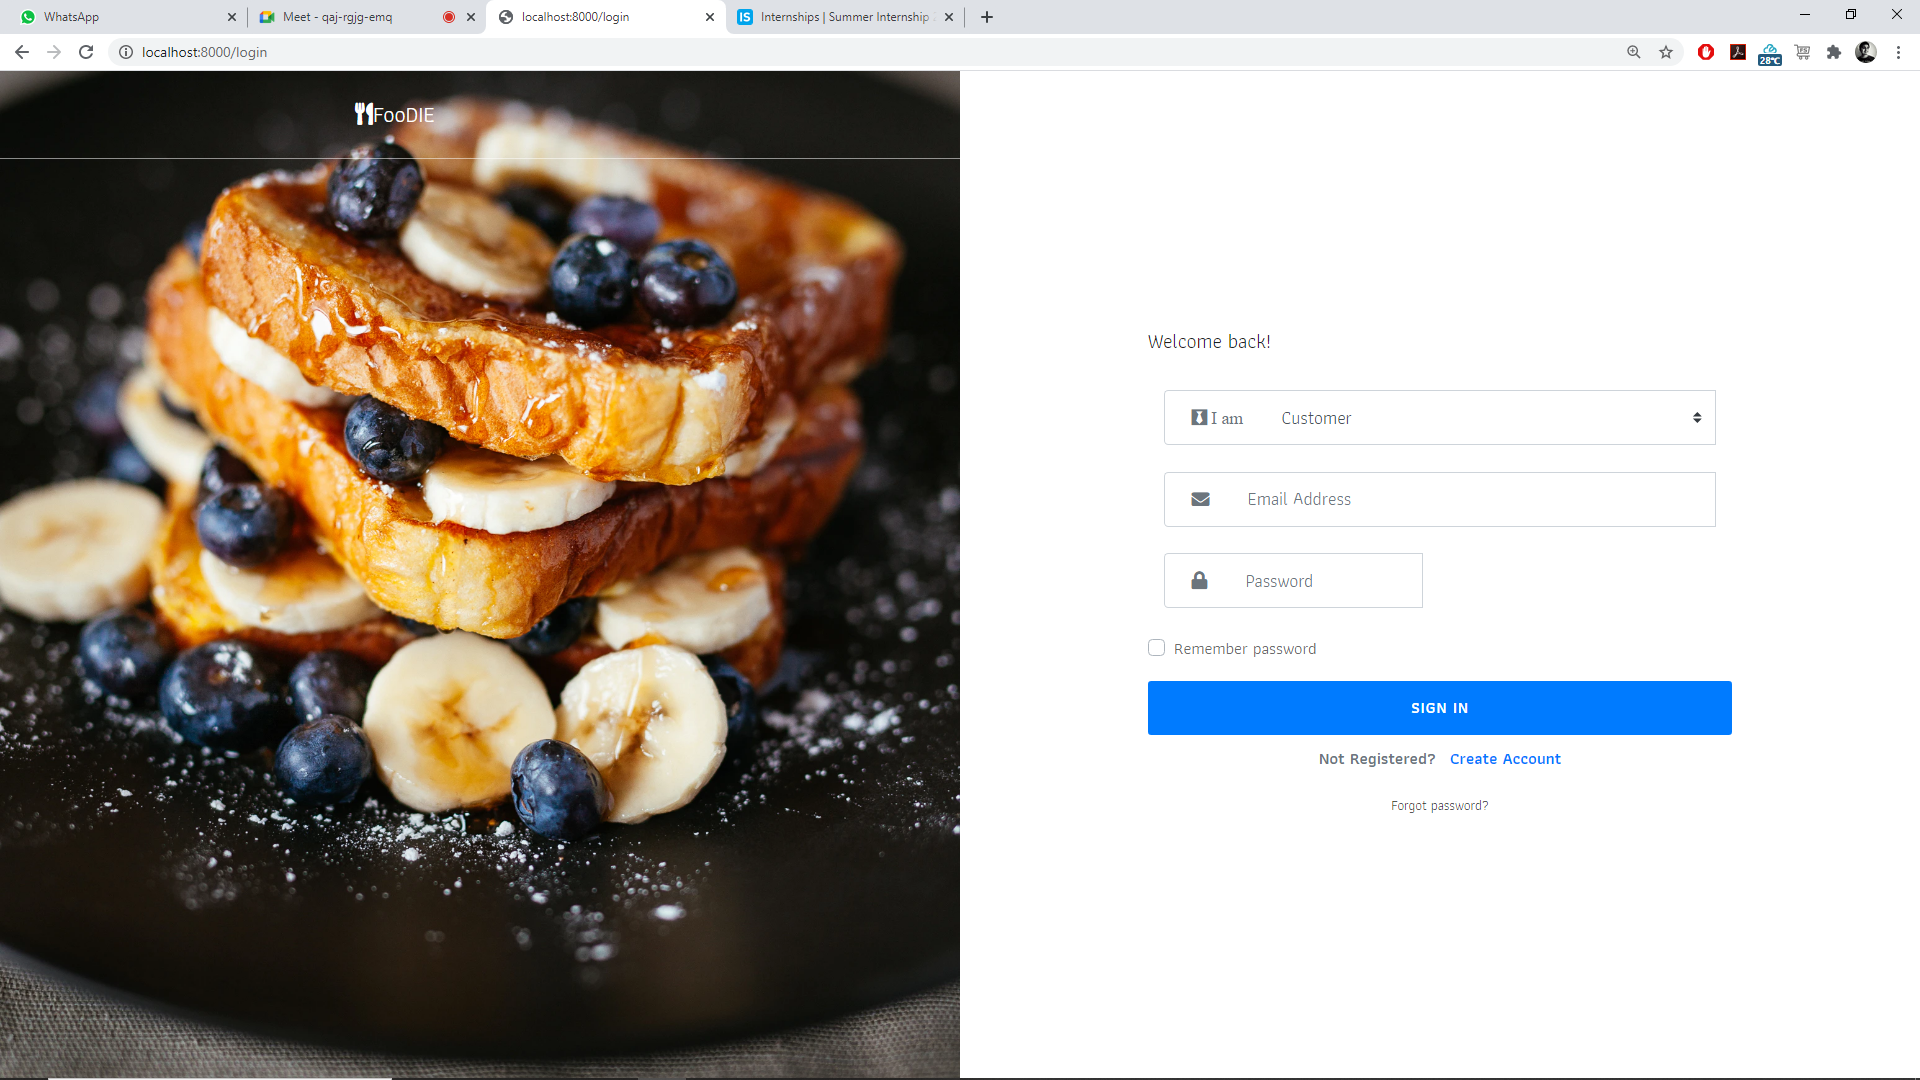 WhatsApp
Meet - qaj-rgjg-emq
localhost:8000/login
Internships | Summer Internship
localhost:8000/login
28°C
FooDIE
Welcome back!
I am Customer
Email Address
Password
Remember password
SIGN IN
Not Registered? Create Account
Forgot password?